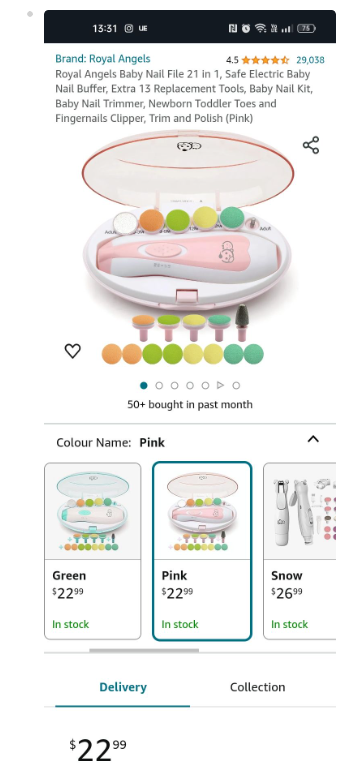 13:31
75
Brand: Royal Angels
4.5
29,038
Royal Angels Baby Nail File 21 in 1, Safe Electric Baby
Nail Buffer, Extra 13 Replacement Tools, Baby Nail Kit,
Baby Nail Trimmer, Newborn Toddler Toes and
Fingernails Clipper, Trim and Polish (Pink)
Adult
50+ bought in past month
Colour Name: Pink
Green
$22 99
In stock
Pink
$22 99
In stock
Snow
$26 99
In stock
Delivery
Collection
$22 99